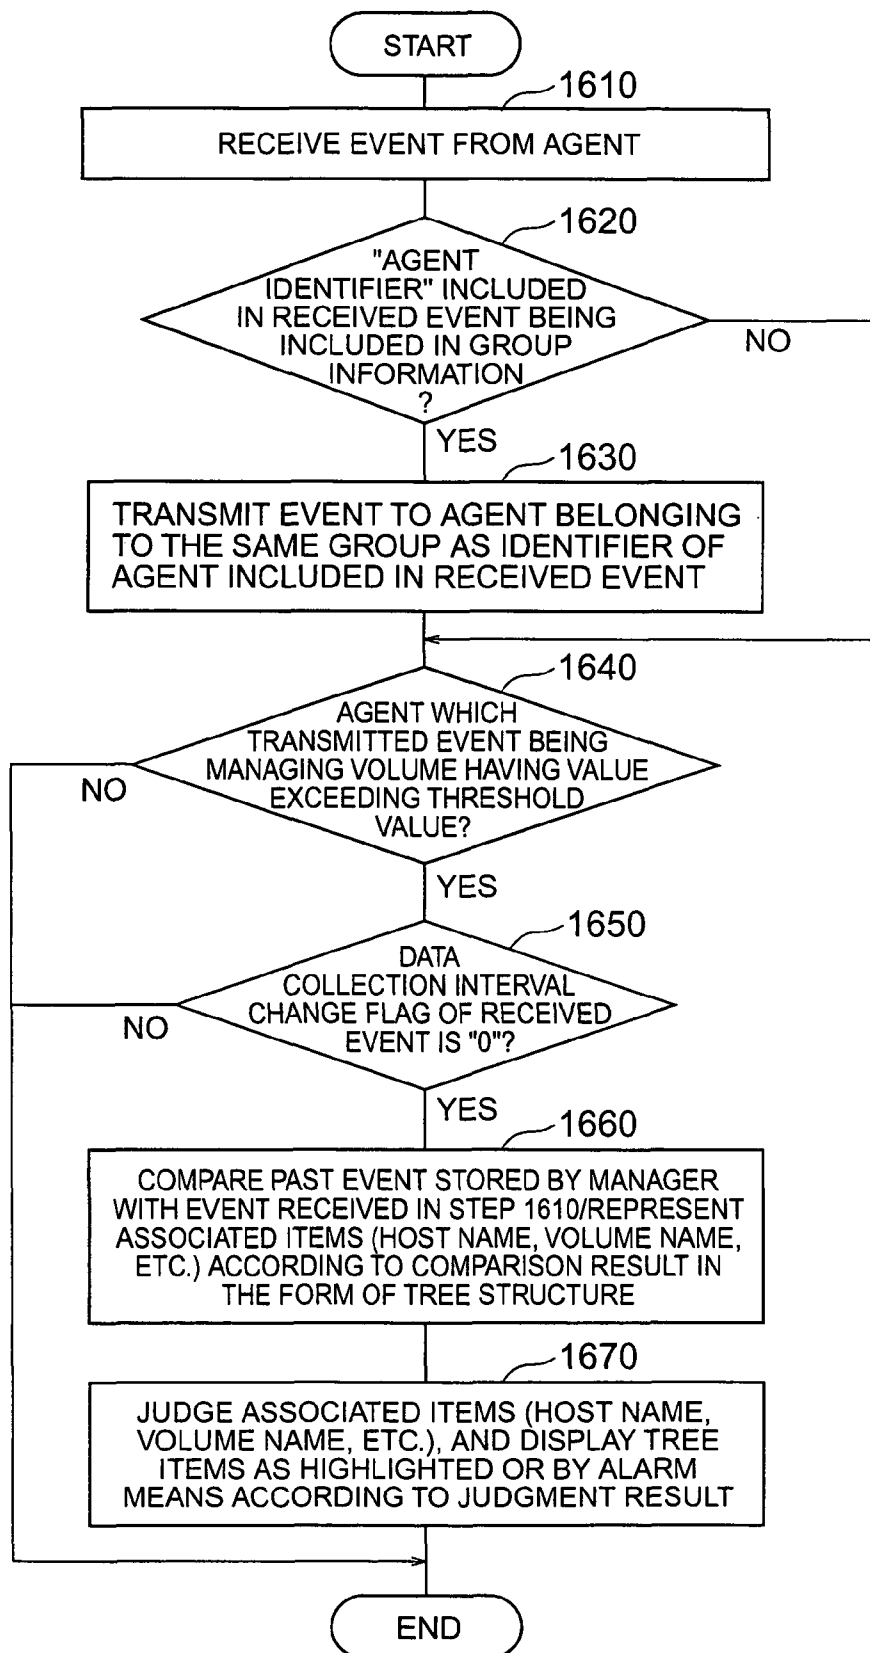 START
1610
RECEIVE EVENT FROM AGENT
1620
"AGENT
IDENTIFIER" INCLUDED
IN RECEIVED EVENT BEING
INCLUDED IN GROUP
INFORMATION
?
NO
YES
1630
TRANSMIT EVENT TO AGENT BELONGING
TO THE SAME GROUP AS IDENTIFIER OF
AGENT INCLUDED IN RECEIVED EVENT
1640
AGENT WHICH
TRANSMITTED EVENT BEING
MANAGING VOLUME HAVING VALUE
EXCEEDING THRESHOLD
VALUE?
NO
YES
1650
DATA
COLLECTION INTERVAL
CHANGE FLAG OF RECEIVED
EVENT IS "0"?
NO
YES
1660
COMPARE PAST EVENT STORED BY MANAGER
WITH EVENT RECEIVED IN STEP 1610/REPRESENT
ASSOCIATED ITEMS (HOST NAME, VOLUME NAME,
ETC.) ACCORDING TO COMPARISON RESULT IN
THE FORM OF TREE STRUCTURE
1670
JUDGE ASSOCIATED ITEMS (HOST NAME,
VOLUME NAME, ETC.), AND DISPLAY TREE
ITEMS AS HIGHLIGHTED OR BY ALARM
MEANS ACCORDING TO JUDGMENT RESULT
END